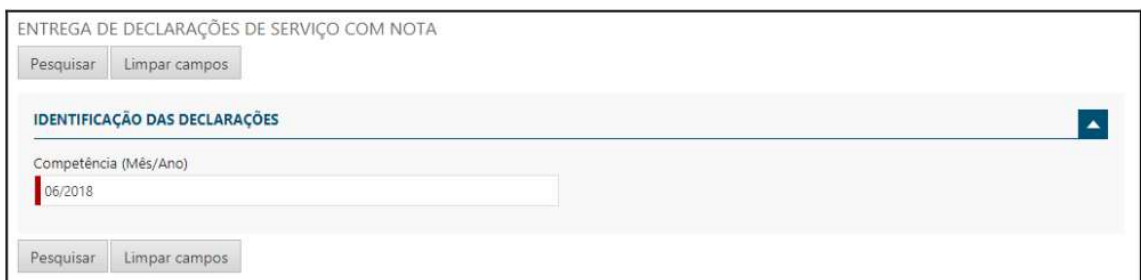 ENTREGA DE DECLARAÇÕES DE SERVIÇO COM NOTA
Pesquisar Limpar campos
IDENTIFICAÇÃO DAS DECLARAÇÕES
Competência (Mês/Ano)
06/2018
Pesquisar Limpar campos